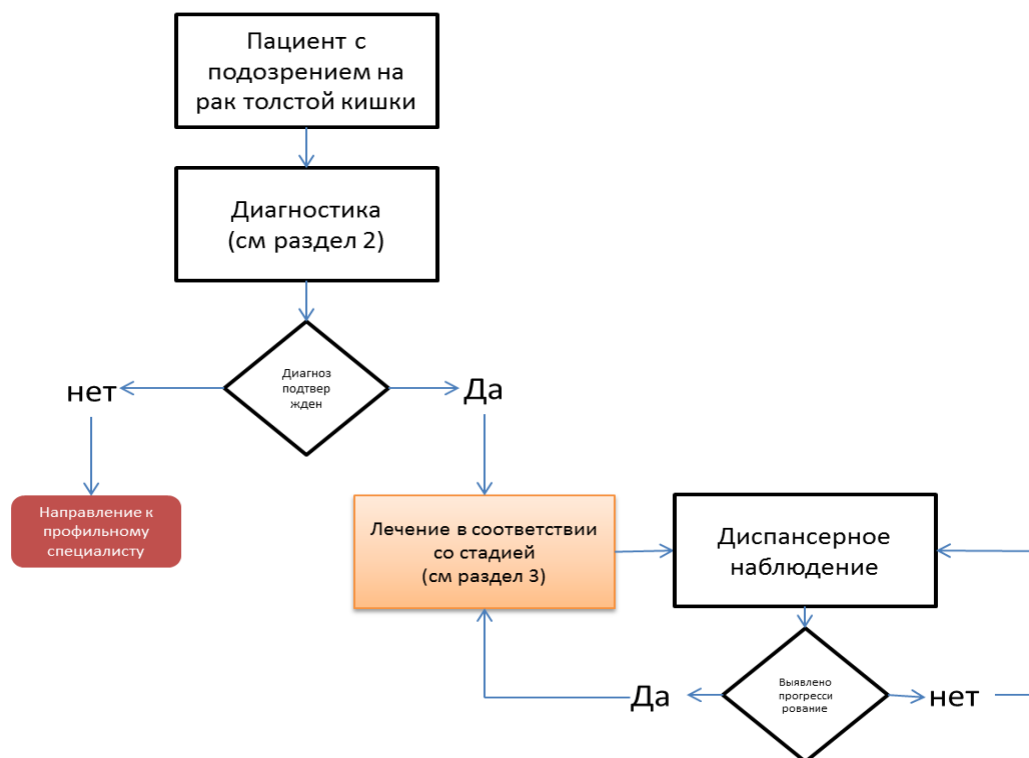 Пациент с
подозрением на
рак толстой кишки
Диагностика
(см раздел 2)
Диагноз
подтвер
жден
нет
Да
Направление к
профильному
специалисту
Лечение в соответствии
со стадией
(см раздел 3)
Диспансерное
наблюдение
Выявлено
прогресси
рование
Да
нет